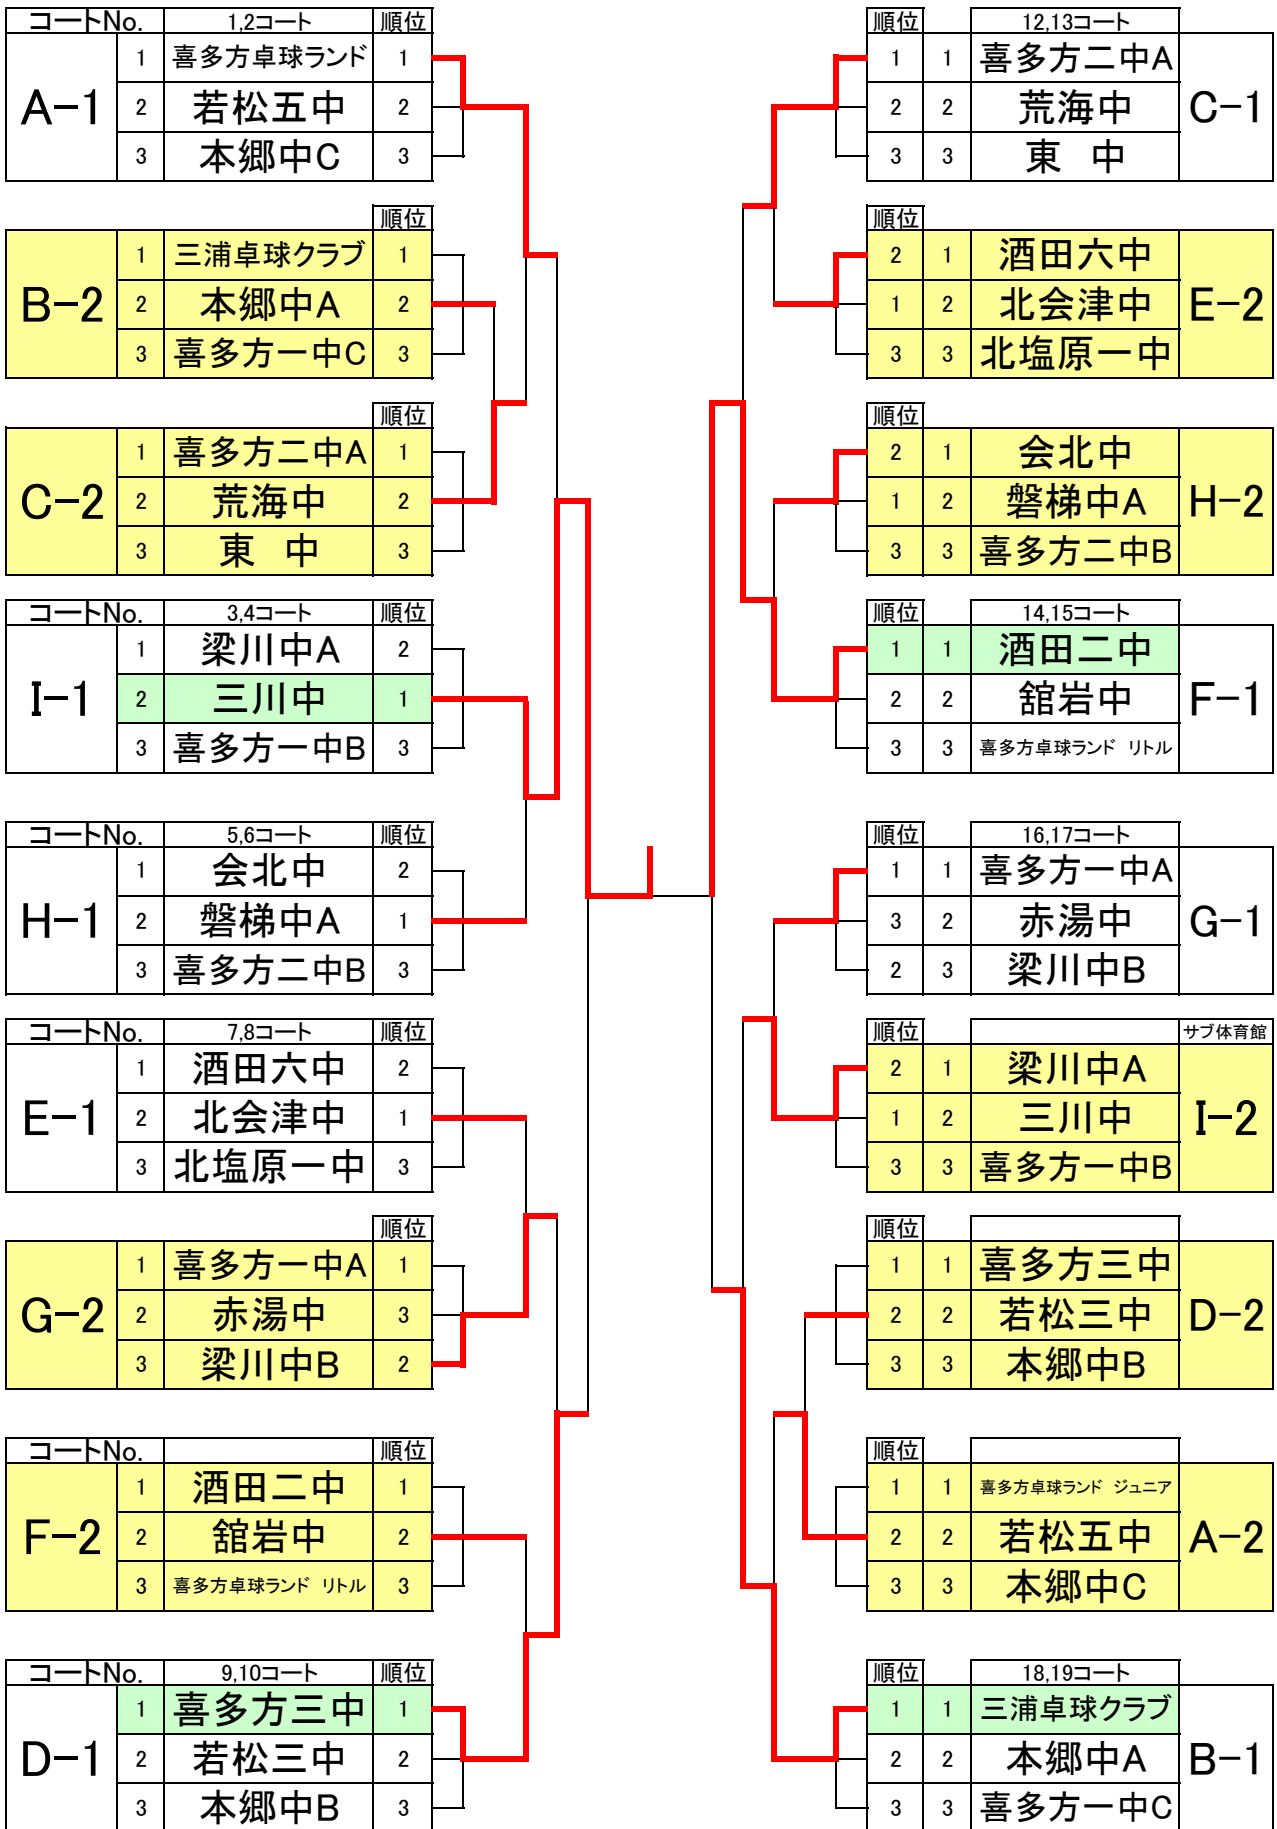 コートNo. 1,2コート 順位
A-1
1 喜多方卓球ランド 1
2 若松五中 2
3 本郷中C 3
順位
B-2
1 三浦卓球クラブ 1
2 本郷中A 2
3 喜多方一中C 3
順位
C-2
1 喜多方二中A 1
2 荒海中 2
3 東 中 3
コートNo. 3,4コート 順位
I-1
1 梁川中A 2
2 三川中 1
3 喜多方一中B 3
コートNo. 5,6コート 順位
H-1
1 会北中 2
2 磐梯中A 1
3 喜多方二中B 3
コートNo. 7,8コート 順位
E-1
1 酒田六中 2
2 北会津中 1
3 北塩原一中 3
順位
G-2
1 喜多方一中A 1
2 赤湯中 3
3 梁川中B 2
コートNo. 順位
F-2
1 酒田二中 1
2 舘岩中 2
3 喜多方卓球ランド リトル 3
コートNo. 9,10コート 順位
D-1
1 喜多方三中 1
2 若松三中 2
3 本郷中B 3
順位 12,13コート
1 1 喜多方二中A
2 2 荒海中
3 3 東 中
C-1
順位
2 1 酒田六中
1 2 北会津中
3 3 北塩原一中
E-2
順位
2 1 会北中
1 2 磐梯中A
3 3 喜多方二中B
H-2
順位 14,15コート
1 1 酒田二中
2 2 舘岩中
3 3 喜多方卓球ランド リトル
F-1
順位 16,17コート
1 1 喜多方一中A
3 2 赤湯中
2 3 梁川中B
G-1
順位 サブ体育館
2 1 梁川中A
1 2 三川中
3 3 喜多方一中B
I-2
順位
1 1 喜多方三中
2 2 若松三中
3 3 本郷中B
D-2
順位
1 1 喜多方卓球ランド ジュニア
2 2 若松五中
3 3 本郷中C
A-2
順位 18,19コート
1 1 三浦卓球クラブ
2 2 本郷中A
3 3 喜多方一中C
B-1